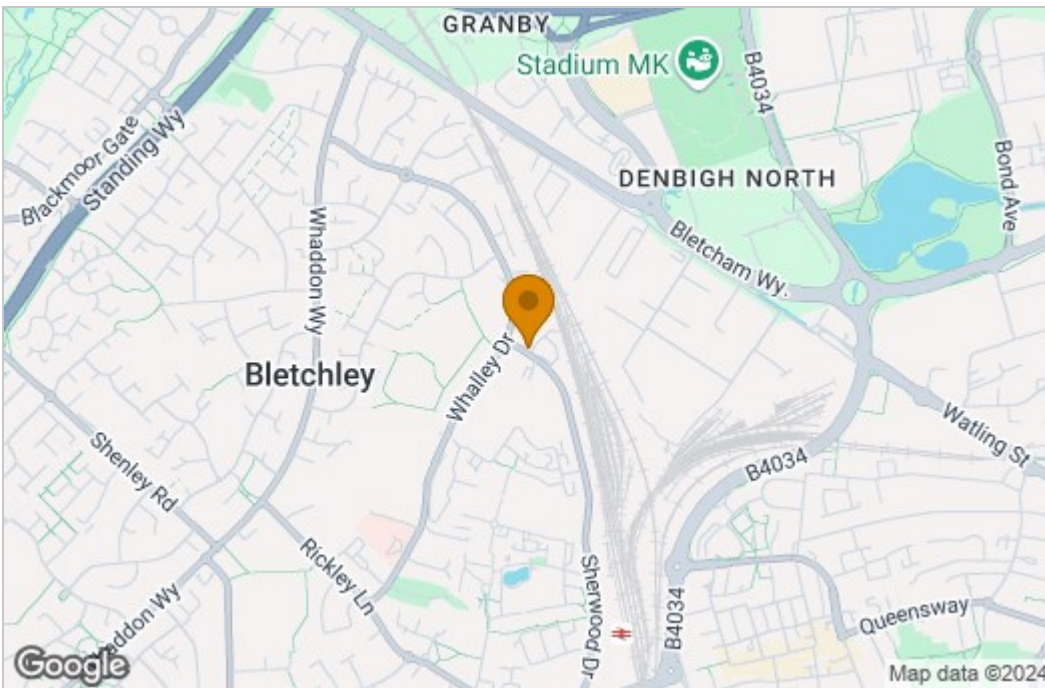 GRANBY
Stadium MK
B4034
Bond Ave
Standing Wy
Blackmoor Gate
DENBIGH NORTH
Whaddon Wy
Bletcham Wy.
Whalley Dr
Bletchley
Watling St
Shenley Rd
B4034
Rickley Ln
Sherwood Dr
B4034
Queensway
addon Wy
Google
Map data ©2024